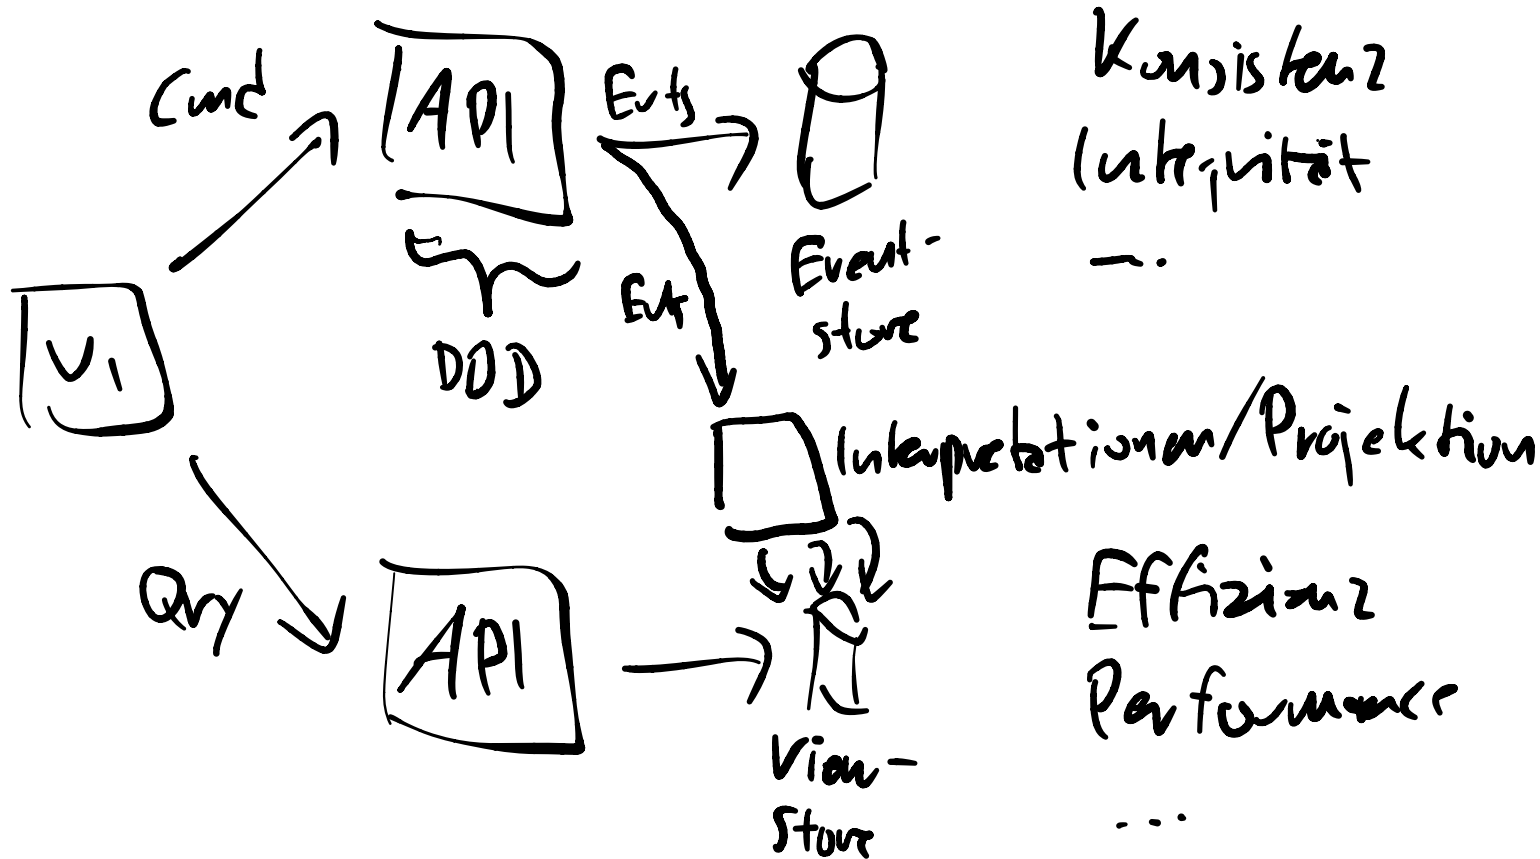 Cmd
API
Evts
Konsistenz
Integrität
...
Event-
store
Evts
DDD
UI
Interpretationen/Projektion
Qry
API
Effizienz
Performance
...
View-
store